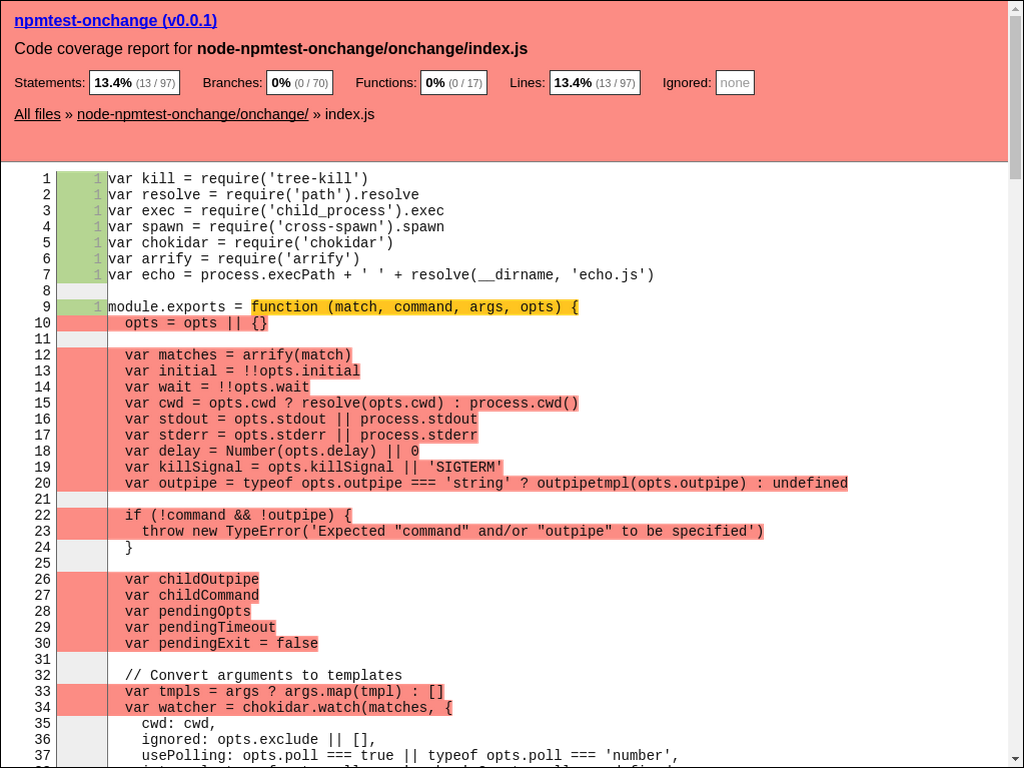 npmtest-onchange (v0.0.1)
Code coverage report for node-npmtest-onchange/onchange/index.js
Statements: 13.4% (13 / 97) Branches: 0% (0 / 70) Functions: 0% (0 / 17) Lines: 13.4% (13 / 97) Ignored: none
All files » node-npmtest-onchange/onchange/ » index.js
1 1 var kill = require('tree-kill')
2 1 var resolve = require('path').resolve
3 1 var exec = require('child_process').exec
4 1 var spawn = require('cross-spawn').spawn
5 1 var chokidar = require('chokidar')
6 1 var arrify = require('arrify')
7 1 var echo = process.execPath + ' ' + resolve(__dirname, 'echo.js')
8
9 1 module.exports = function (match, command, args, opts) {
10 opts = opts || {}
11
12 var matches = arrify(match)
13 var initial = !!opts.initial
14 var wait = !!opts.wait
15 var cwd = opts.cwd ? resolve(opts.cwd) : process.cwd()
16 var stdout = opts.stdout || process.stdout
17 var stderr = opts.stderr || process.stderr
18 var delay = Number(opts.delay) || 0
19 var killSignal = opts.killSignal || 'SIGTERM'
20 var outpipe = typeof opts.outpipe === 'string' ? outpipetmpl(opts.outpipe) : undefined
21
22 if (!command && !outpipe) {
23 throw new TypeError('Expected "command" and/or "outpipe" to be specified')
24 }
25
26 var childOutpipe
27 var childCommand
28 var pendingOpts
29 var pendingTimeout
30 var pendingExit = false
31
32 // Convert arguments to templates
33 var tmpls = args ? args.map(tmpl) : []
34 var watcher = chokidar.watch(matches, {
35 cwd: cwd,
36 ignored: opts.exclude || [],
37 usePolling: opts.poll === true || typeof opts.poll === 'number',